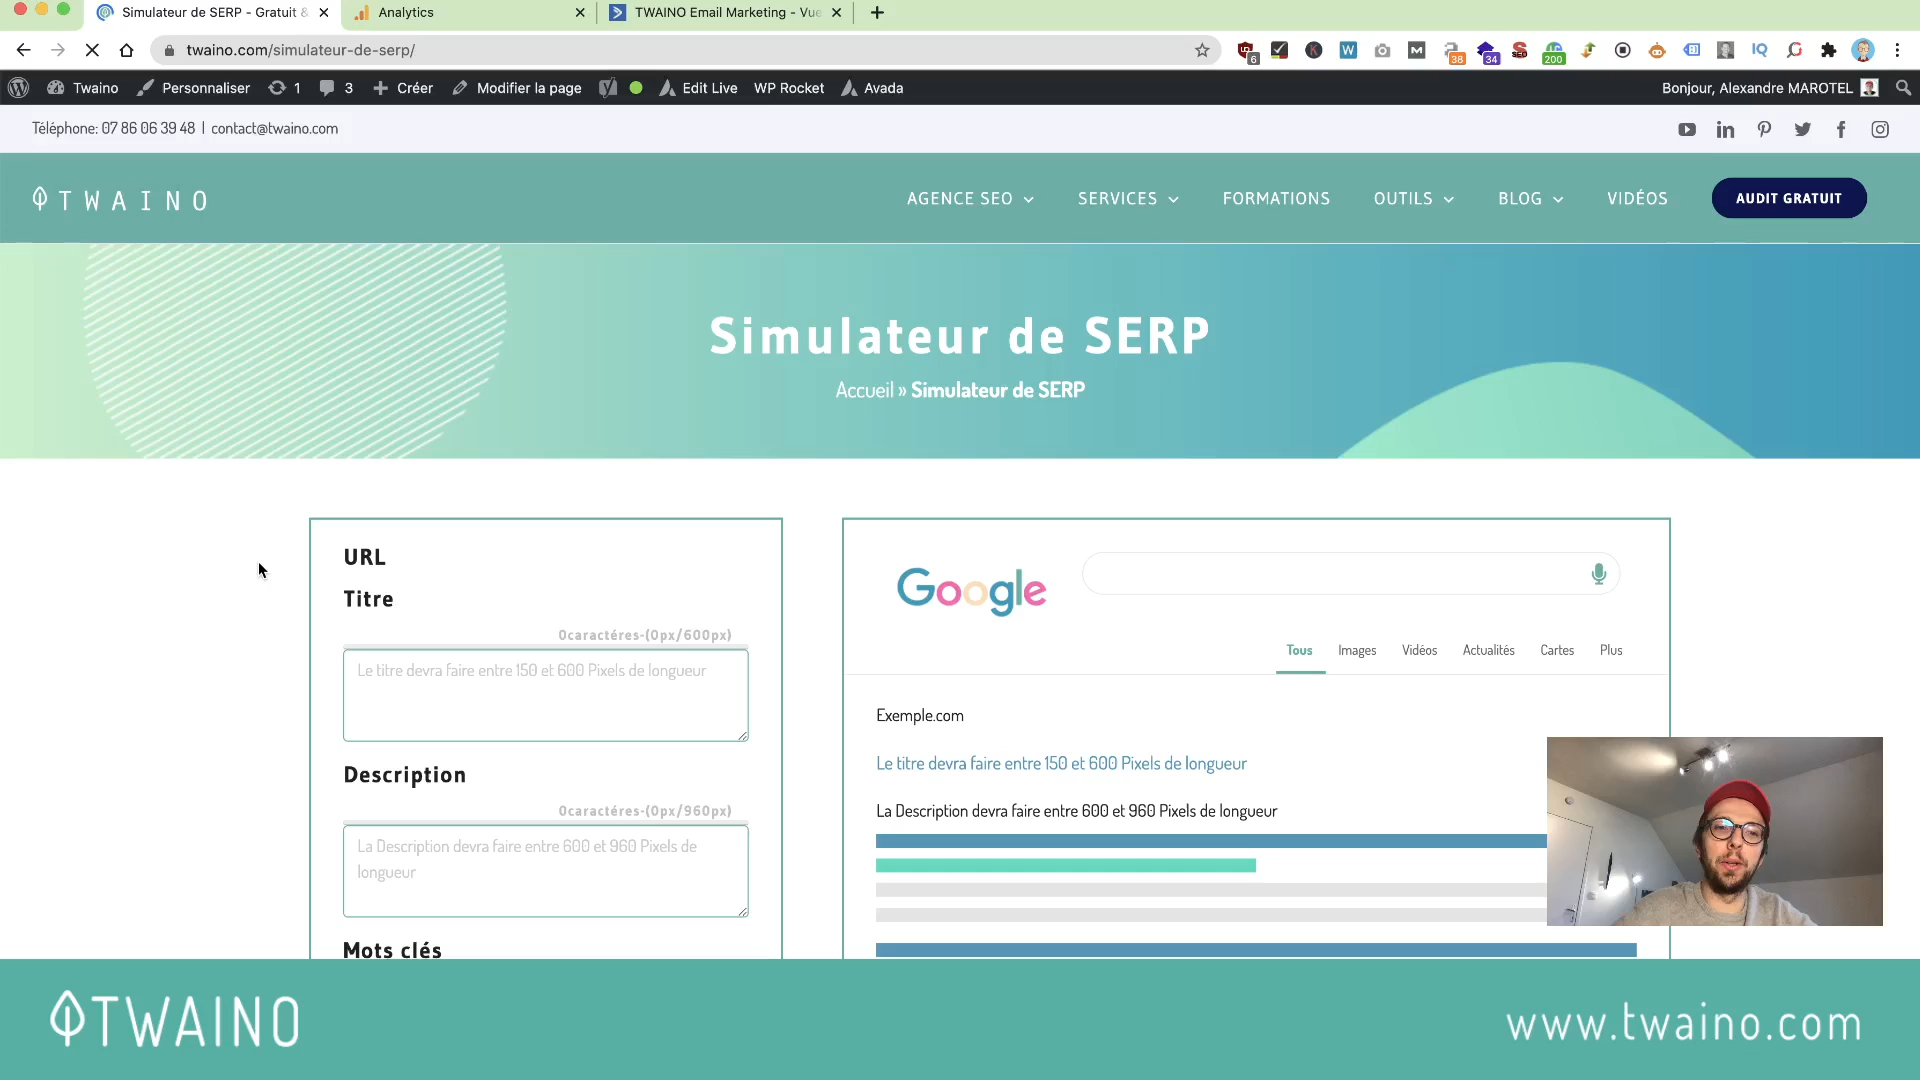 Simulateur de SERP - Gratuit &
Analytics
TWAINO Email Marketing - Vue
twaino.com/simulateur-de-serp/
6
38
34
200
Twaino
Personnaliser
1
3
Créer
Modifier la page
Edit Live
WP Rocket
Avada
Bonjour, Alexandre MAROTEL
Téléphone: 07 86 06 39 48 | contact@twaino.com
TWAINO
AGENCE SEO
SERVICES
FORMATIONS
OUTILS
BLOG
VIDÉOS
AUDIT GRATUIT
Simulateur de SERP
Accueil » Simulateur de SERP
URL
Titre
0caractéres-(0px/600px)
Le titre devra faire entre 150 et 600 Pixels de longueur
Description
0caractéres-(0px/960px)
La Description devra faire entre 600 et 960 Pixels de
longueur
Mots clés
Google
Tous
Images
Vidéos
Actualités
Cartes
Plus
Exemple.com
Le titre devra faire entre 150 et 600 Pixels de longueur
La Description devra faire entre 600 et 960 Pixels de longueur
TWAINO
www.twaino.com